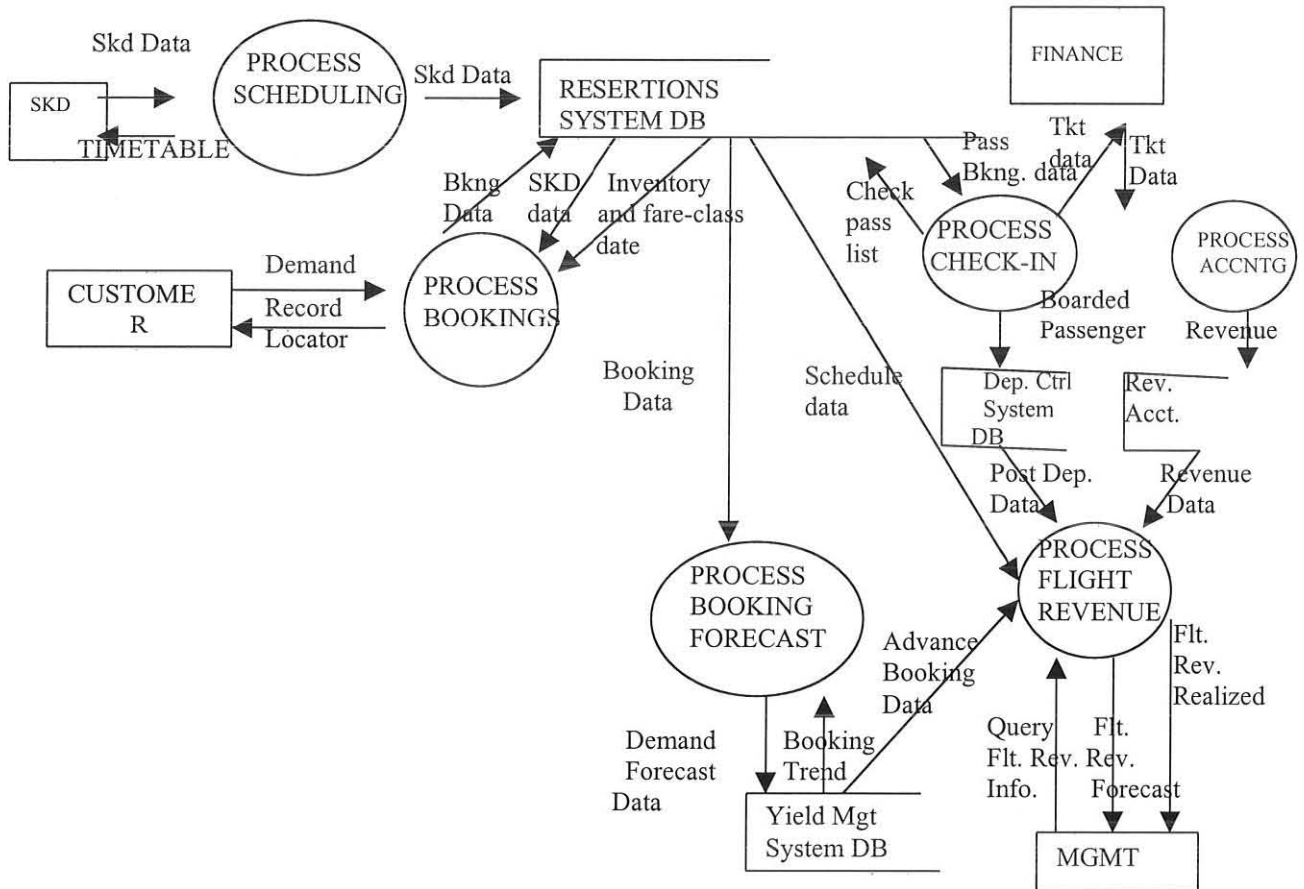 Skd Data
PROCESS
SCHEDULING
Skd Data
SKD
TIMETABLE
RESERTIONS
SYSTEM DB
FINANCE
Tkt
data
Tkt
Data
Pass
Bkng. data
Check
pass
list
Bkng
Data
SKD
data
Inventory
and fare-class
date
PROCESS
CHECK-IN
PROCESS
ACCNTG
CUSTOME
R
Demand
Record
Locator
PROCESS
BOOKINGS
Boarded
Passenger
Revenue
Booking
Data
Schedule
data
Dep. Ctrl
System
DB
Rev.
Acct.
Post Dep.
Data
Revenue
Data
PROCESS
BOOKING
FORECAST
PROCESS
FLIGHT
REVENUE
Advance
Booking
Data
Flt.
Rev.
Realized
Demand
Forecast
Data
Booking
Trend
Query
Flt. Rev.
Info.
Flt.
Rev.
Forecast
Yield Mgt
System DB
MGMT